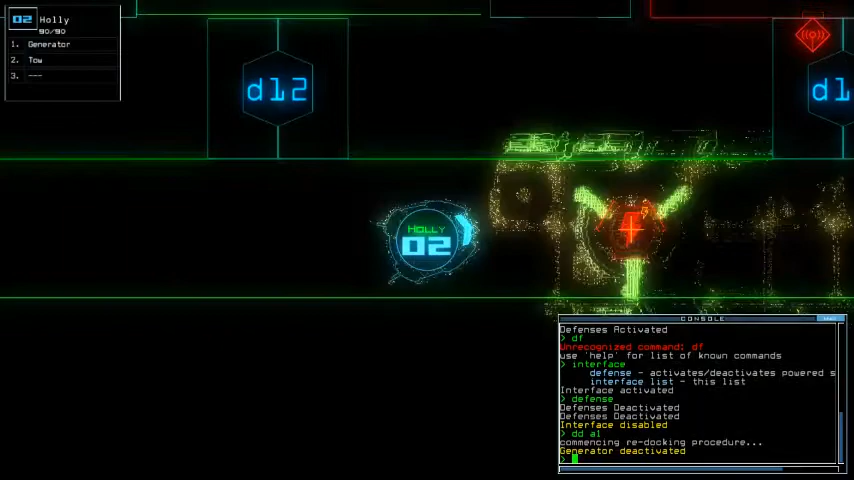 02 Holly
90/90
1. Generator
2. Tow
3. ---
d12
d1
HOLLY
02
CONSOLE
Defenses Activated
> df
Unrecognized command: df
use 'help' for list of known commands
> interface
defense - activates/deactivates powered s
interface list - this list
Interface activated
> defense
Defenses Deactivated
Defenses Deactivated
Interface disabled
> dd a1
commencing re-docking procedure...
Generator deactivated
>